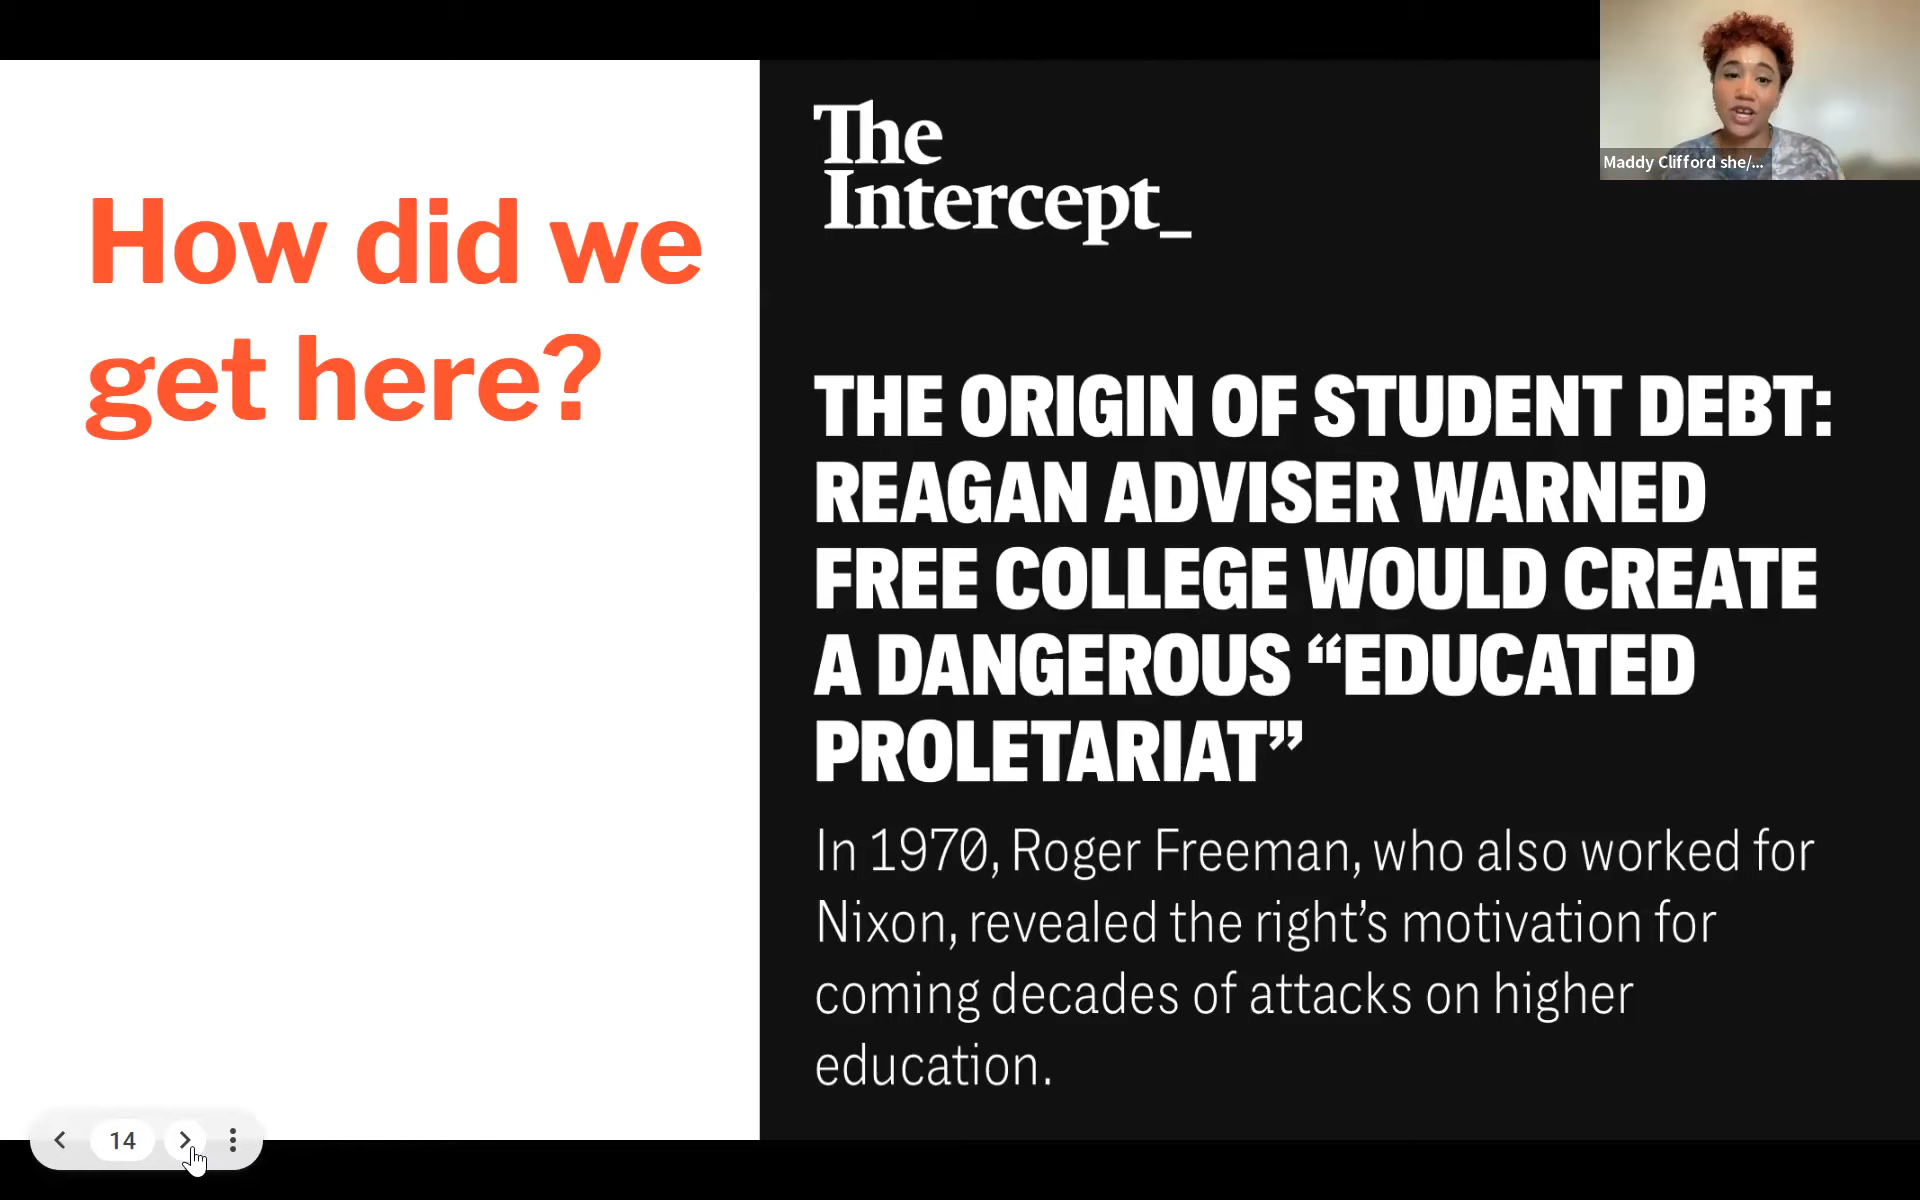 How did we
get here?
The
Intercept_
THE ORIGIN OF STUDENT DEBT:
REAGAN ADVISER WARNED
FREE COLLEGE WOULD CREATE
A DANGEROUS “EDUCATED
PROLETARIAT”
In 1970, Roger Freeman, who also worked for
Nixon, revealed the right’s motivation for
coming decades of attacks on higher
education.
Maddy Clifford she/...
14